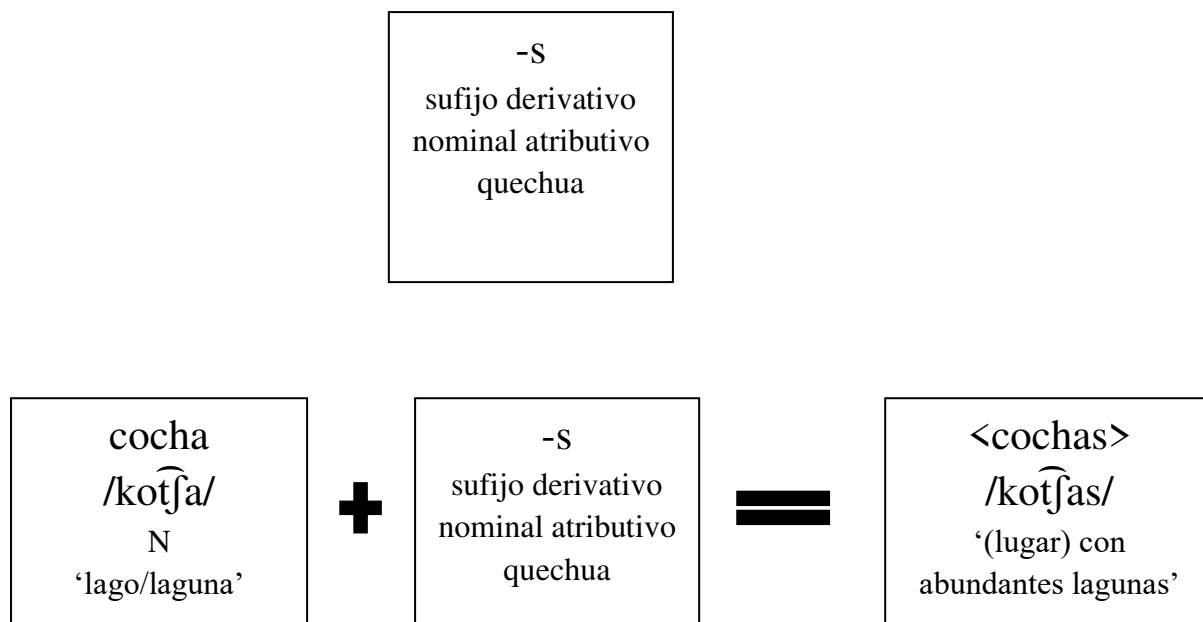 -s
sufijo derivativo
nominal atributivo
quechua
cocha
/kot͡ʃa/
N
‘lago/laguna’
+
-s
sufijo derivativo
nominal atributivo
quechua
=
<cochas>
/kot͡ʃas/
‘(lugar) con
abundantes lagunas’